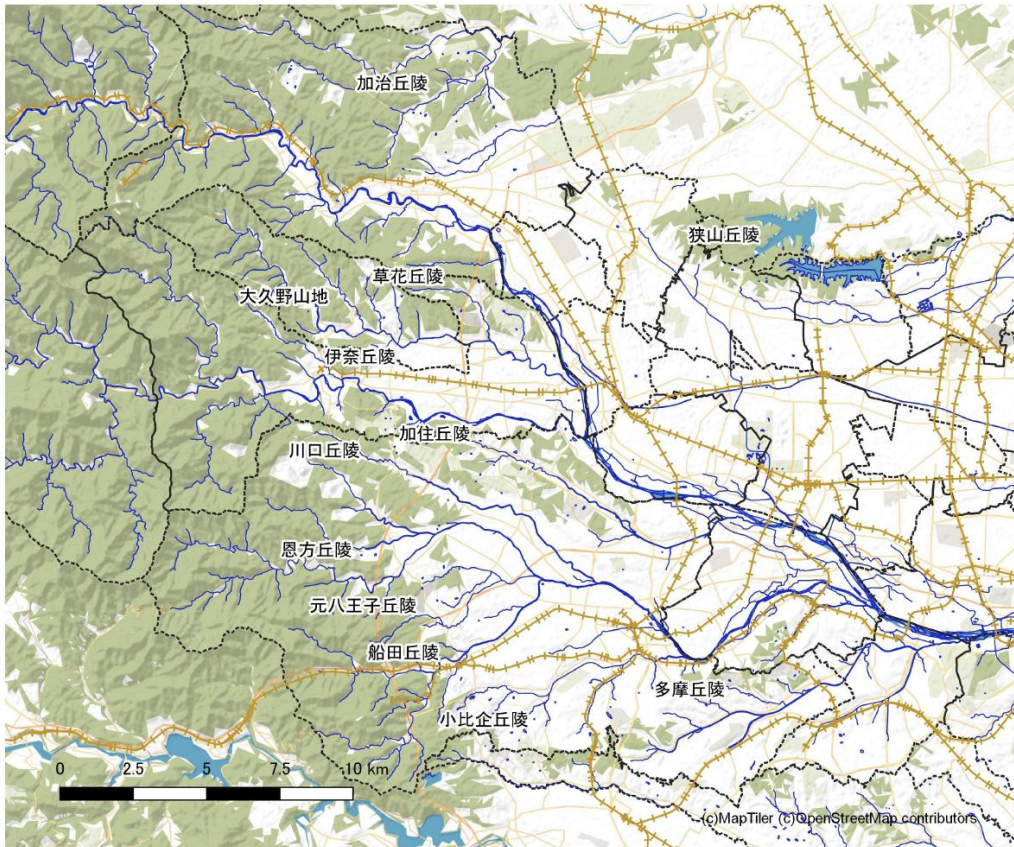 加治丘陵
狭山丘陵
草花丘陵
大久野山地
伊奈丘陵
加住丘陵
川口丘陵
恩方丘陵
元八王子丘陵
船田丘陵
多摩丘陵
小比企丘陵
0 2.5 5 7.5 10 km
(c)MapTiler (c)OpenStreetMap contributors